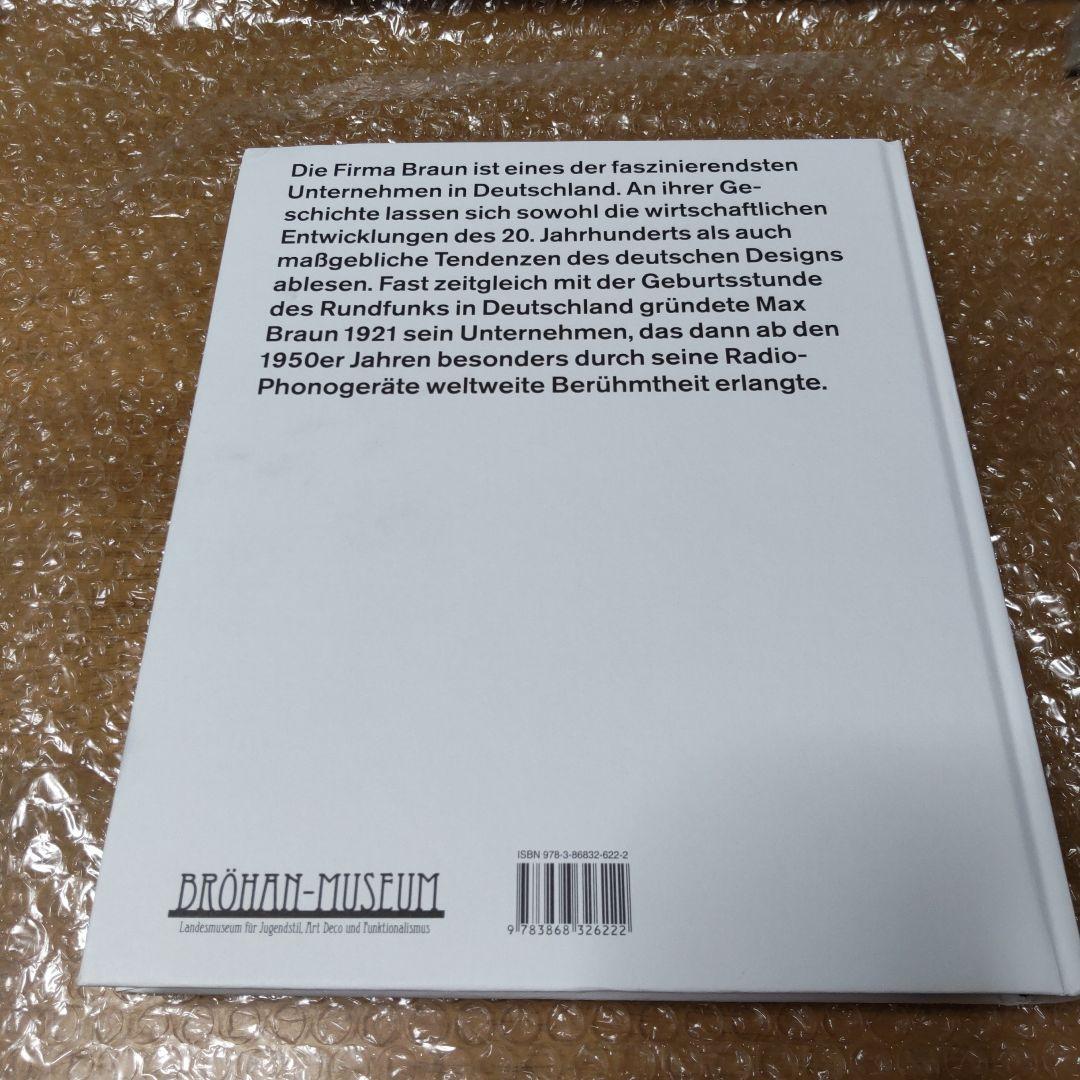 Die Firma Braun ist eines der faszinierendsten
Unternehmen in Deutschland. An ihrer Ge-
schichte lassen sich sowohl die wirtschaftlichen
Entwicklungen des 20. Jahrhunderts als auch
maßgebliche Tendenzen des deutschen Designs
ablesen. Fast zeitgleich mit der Geburtsstunde
des Rundfunks in Deutschland gründete Max
Braun 1921 sein Unternehmen, das dann ab den
1950er Jahren besonders durch seine Radio-
Phonogeräte weltweite Berühmtheit erlangte.
BRÖHAN-MUSEUM
Landesmuseum für Jugendstil, Art Deco und Funktionalismus
ISBN 978-3-86832-622-2
9 783868 326222